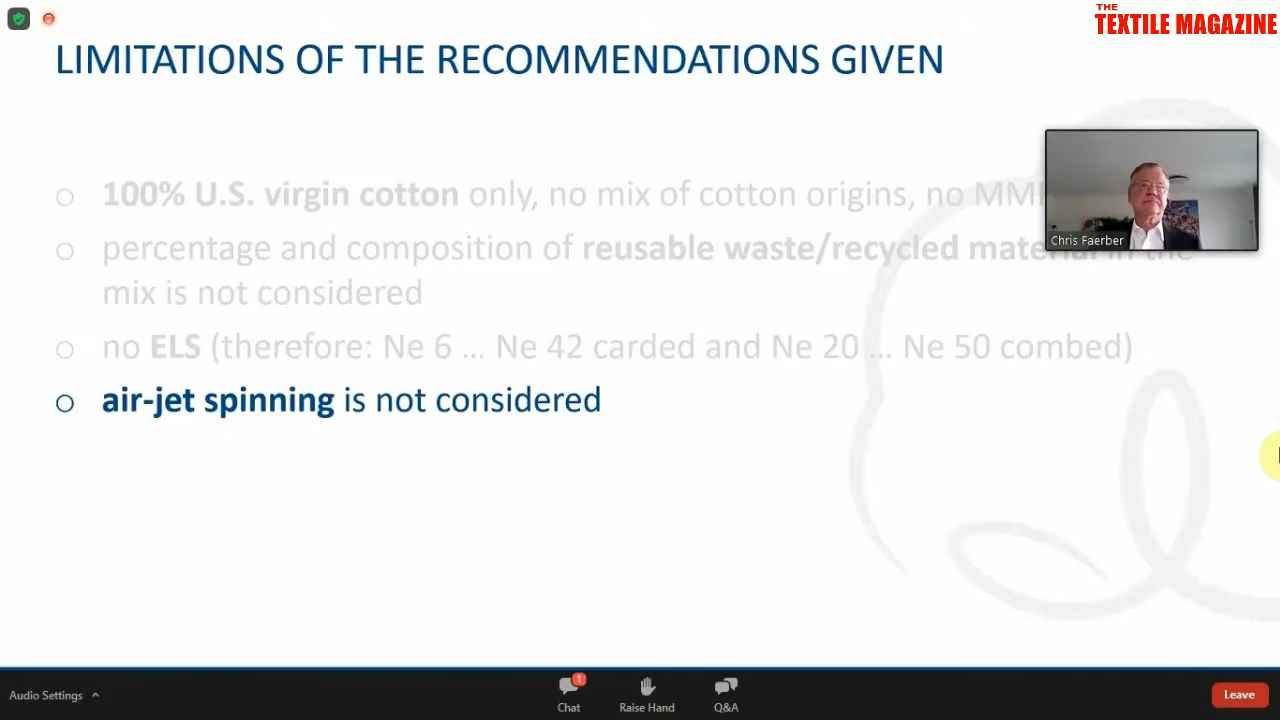 THE
TEXTILE MAGAZINE
LIMITATIONS OF THE RECOMMENDATIONS GIVEN
o 100% U.S. virgin cotton only, no mix of cotton origins, no
o percentage and composition of reusable waste/recycled material in the
mix is not considered
Chris Faerber
o no ELS (therefore: Ne 6 ... Ne 42 carded and Ne 20 ... Ne 50 combed)
o air-jet spinning is not considered
Audio Settings
1
Chat
Raise Hand
Q&A
Leave